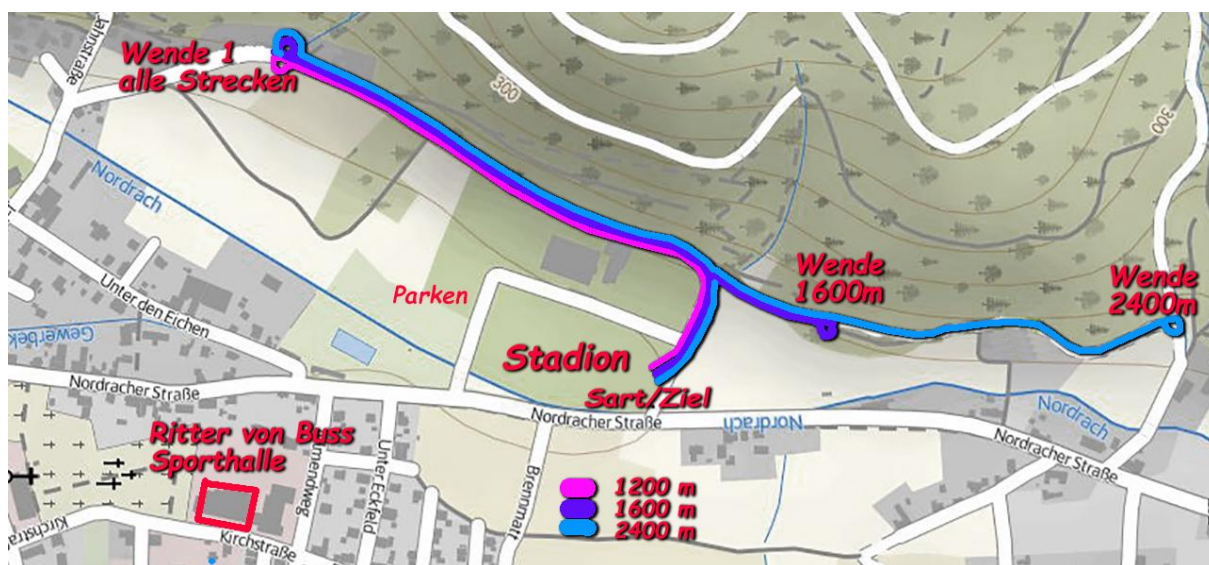 Jahnstraße
Wende 1
alle Strecken
300
300
Nordrach
Wende
1600m
Wende
2400m
Parken
Unter den Eichen
Gewerbek
Stadion
Sart/Ziel
Nordracher Straße
Nordracher Straße
Nordrach
Nordrach
Nordracher Straße
Ritter von Buss
Sporthalle
Unter Eckfeld
Brennmatt
1200 m
1600 m
2400 m
Kirchstraße